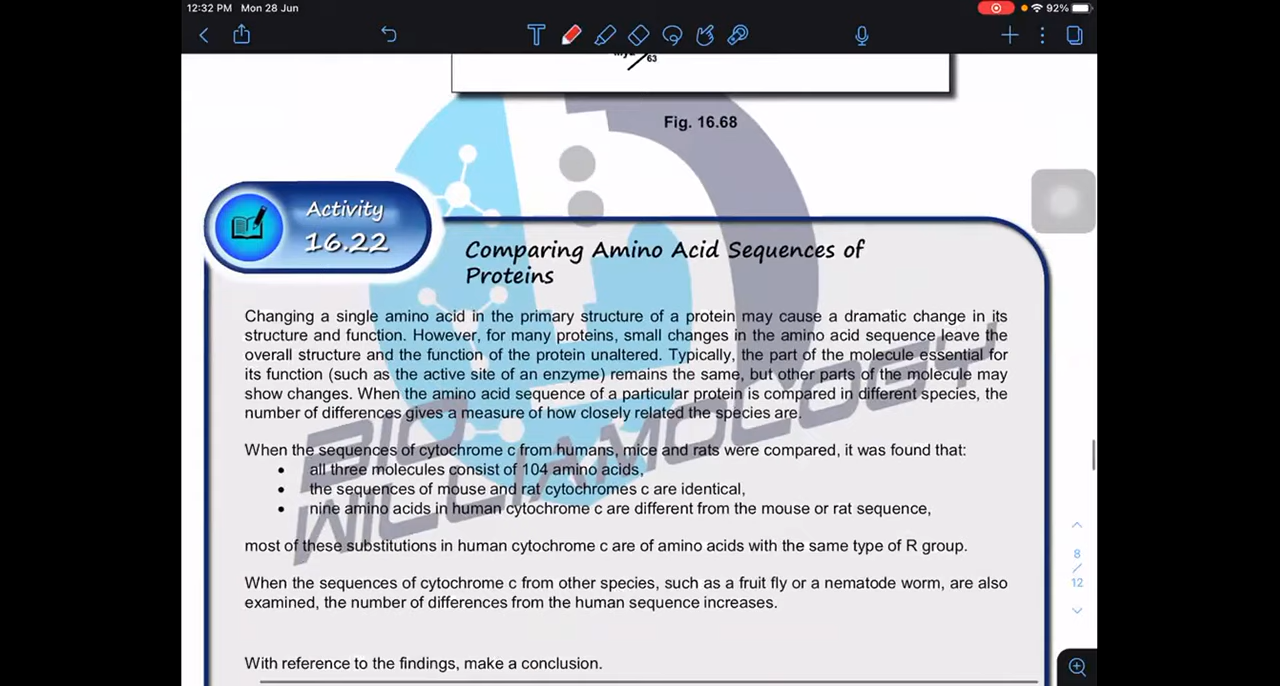 12:32 PM Mon 28 Jun
92%
63
Fig. 16.68
Activity
16.22
Comparing Amino Acid Sequences of
Proteins
Changing a single amino acid in the primary structure of a protein may cause a dramatic change in its
structure and function. However, for many proteins, small changes in the amino acid sequence leave the
overall structure and the function of the protein unaltered. Typically, the part of the molecule essential for
its function (such as the active site of an enzyme) remains the same, but other parts of the molecule may
show changes. When the amino acid sequence of a particular protein is compared in different species, the
number of differences gives a measure of how closely related the species are.
When the sequences of cytochrome c from humans, mice and rats were compared, it was found that:
• all three molecules consist of 104 amino acids,
• the sequences of mouse and rat cytochromes c are identical,
• nine amino acids in human cytochrome c are different from the mouse or rat sequence,
most of these substitutions in human cytochrome c are of amino acids with the same type of R group.
When the sequences of cytochrome c from other species, such as a fruit fly or a nematode worm, are also
examined, the number of differences from the human sequence increases.
With reference to the findings, make a conclusion.
BIO
WILLIAMOLOGY
8
/
12